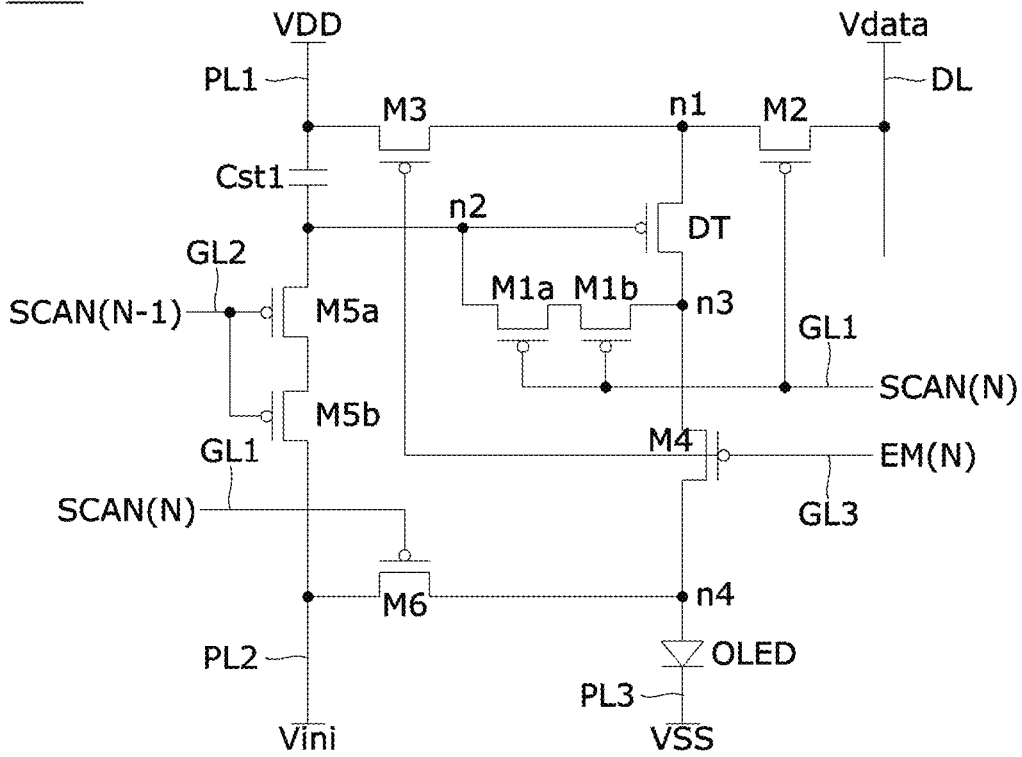 VDD
Vdata
PL1
DL
M3
n1
M2
Cst1
n2
DT
GL2
M1a
M1b
n3
SCAN(N-1)
M5a
GL1
SCAN(N)
M5b
M4
GL1
EM(N)
SCAN(N)
GL3
M6
n4
PL2
OLED
PL3
Vini
VSS